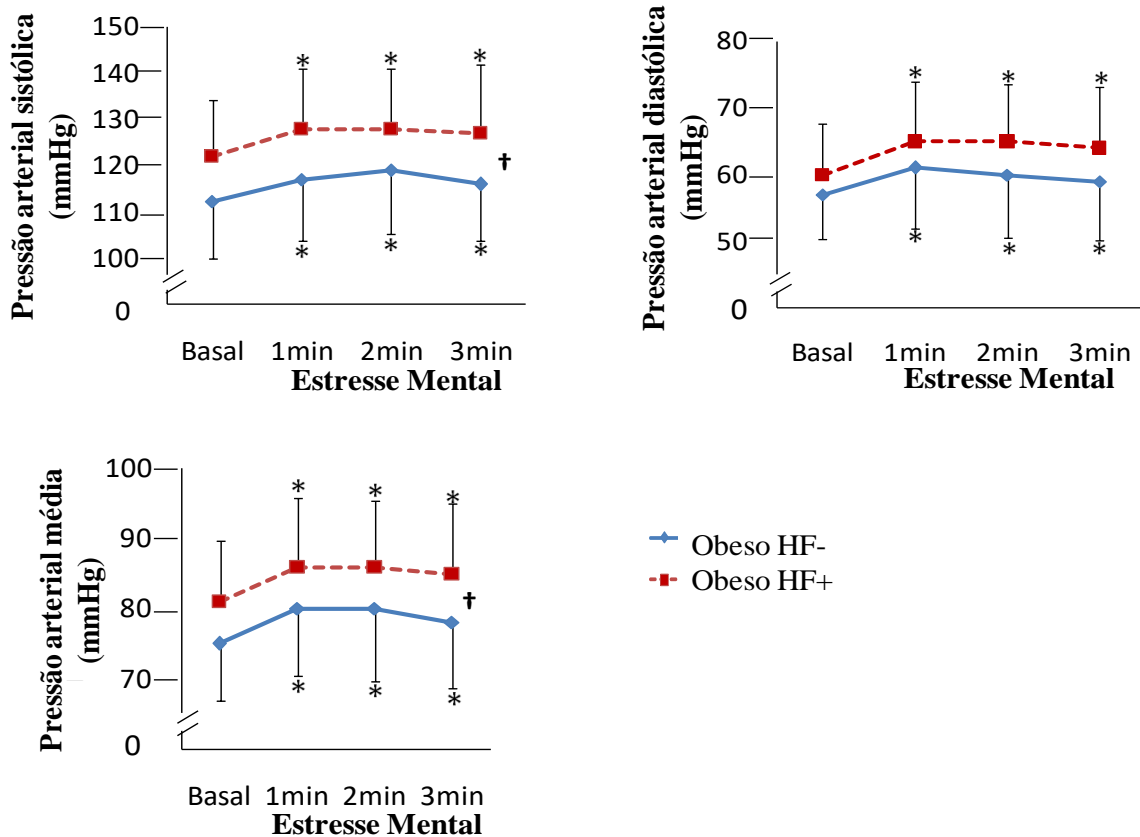 Pressão arterial sistólica
(mmHg)
150
140
130
120
110
100
0
*
*
*
†
*
*
*
Basal 1min 2min 3min
Estresse Mental
Pressão arterial diastólica
(mmHg)
80
70
60
50
0
*
*
*
*
*
*
Basal 1min 2min 3min
Estresse Mental
Pressão arterial média
(mmHg)
100
90
80
70
0
*
*
*
†
*
*
*
Basal 1min 2min 3min
Estresse Mental
Obeso HF-
Obeso HF+